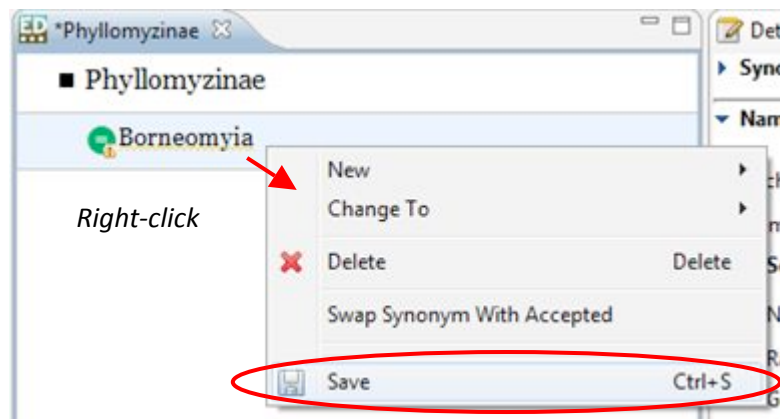 ED *Phyllomyzinae
Det
Phyllomyzinae
Syno
Borneomyia
Nam
New
Change To
Right-click
Delete Delete
Swap Synonym With Accepted
Save Ctrl+S